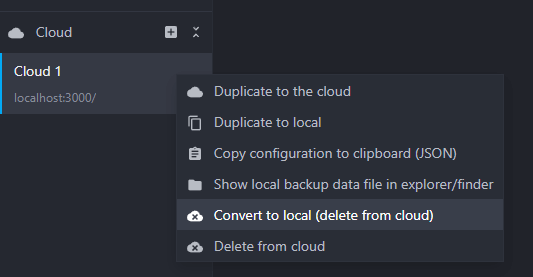 Cloud
Cloud 1
localhost:3000/
Duplicate to the cloud
Duplicate to local
Copy configuration to clipboard (JSON)
Show local backup data file in explorer/finder
Convert to local (delete from cloud)
Delete from cloud